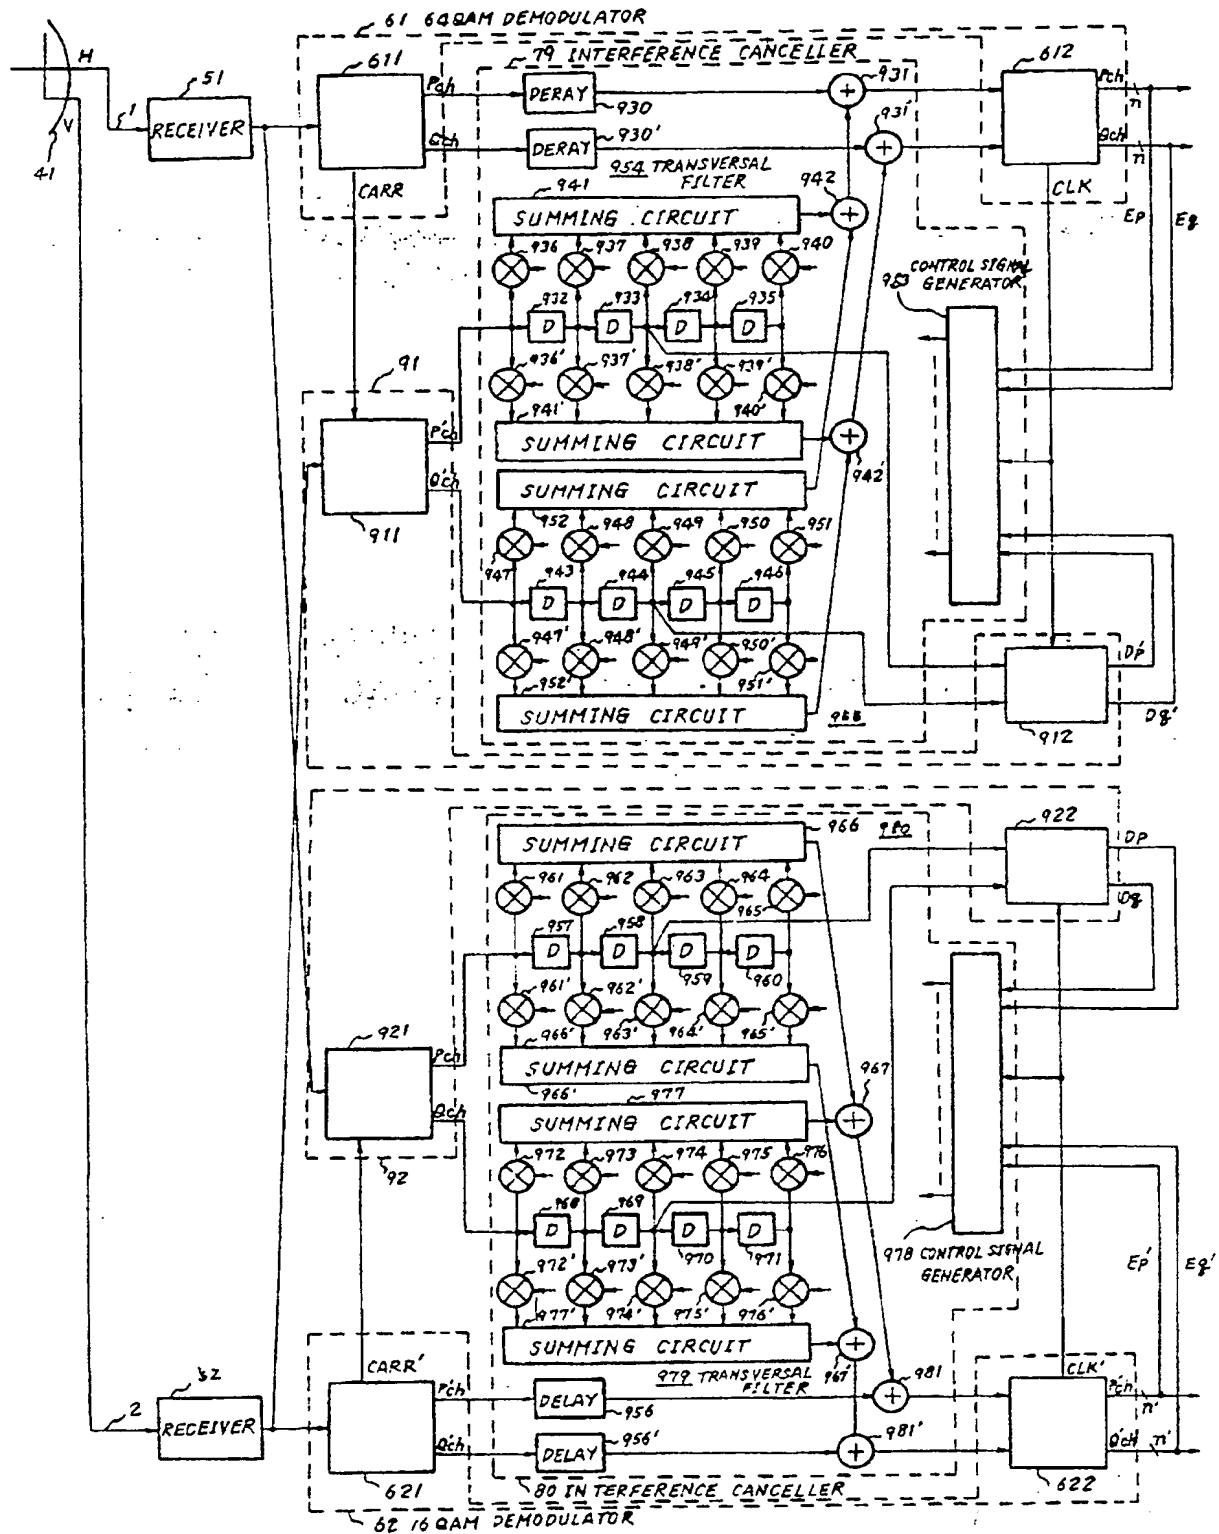 61 64QAM DEMODULATOR
79 INTERFERENCE CANCELLER
H
V
41
1
51
RECEIVER
611
Pch
Qch
CARR
DERAY
930
DERAY
930'
931
931'
612
Pch
n
Qch
n
CLK
Ep
Eq
954 TRANSVERSAL
FILTER
941
942
SUMMING CIRCUIT
936
937
938
939
940
932
933
934
935
D
D
D
D
936'
937'
938'
939'
940'
941'
SUMMING CIRCUIT
942'
953
CONTROL SIGNAL
GENERATOR
91
911
P'ch
Q'ch
SUMMING CIRCUIT
952
947
948
949
950
951
943
944
945
946
D
D
D
D
947'
948'
949'
950'
951'
952'
SUMMING CIRCUIT
912
Dp'
Dq'
966
980
SUMMING CIRCUIT
922
Dp
Dq
961
962
963
964
965
957
958
959
960
D
D
D
D
961'
962'
963'
964'
965'
966'
SUMMING CIRCUIT
966'
967
921
Pch
Qch
92
977
SUMMING CIRCUIT
972
973
974
975
976
968
969
970
971
D
D
D
D
972'
973'
974'
975'
976'
977'
SUMMING CIRCUIT
967'
978 CONTROL SIGNAL
GENERATOR
Ep'
Eq'
979 TRANSVERSAL
FILTER
CARR'
2
RECEIVER
621
P'ch
Q'ch
DELAY
956
DELAY
956'
981
981'
CLK'
P'ch
n'
Q'ch
n'
622
80 INTERFERENCE CANCELLER
62 16 QAM DEMODULATOR